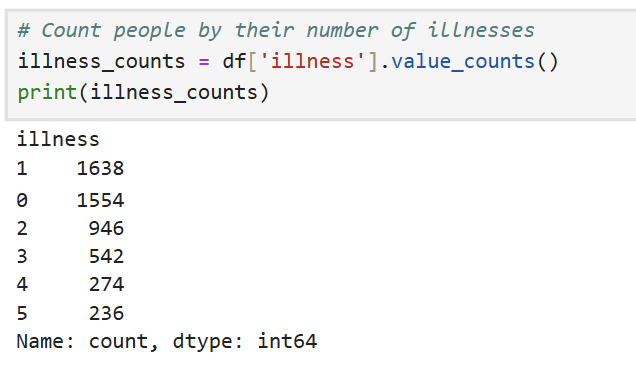 # Count people by their number of illnesses
illness_counts = df['illness'].value_counts()
print(illness_counts)
illness
1    1638
0    1554
2     946
3     542
4     274
5     236
Name: count, dtype: int64